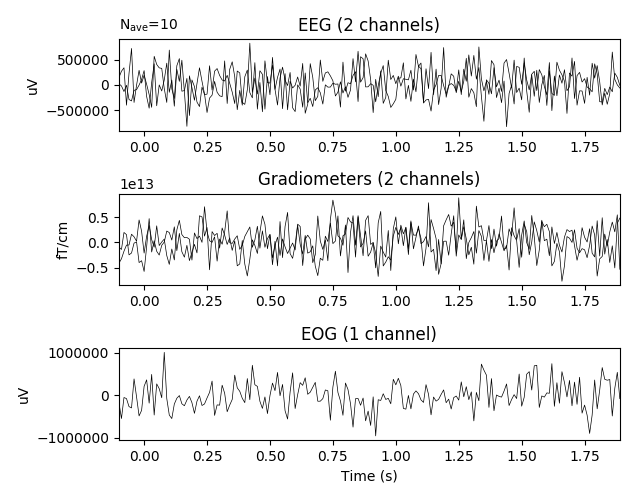 N_ave=10
EEG (2 channels)
500000
0
−500000
uV
0.00 0.25 0.50 0.75 1.00 1.25 1.50 1.75
1e13
Gradiometers (2 channels)
0.5
0.0
−0.5
fT/cm
0.00 0.25 0.50 0.75 1.00 1.25 1.50 1.75
EOG (1 channel)
1000000
0
−1000000
uV
0.00 0.25 0.50 0.75 1.00 1.25 1.50 1.75
Time (s)